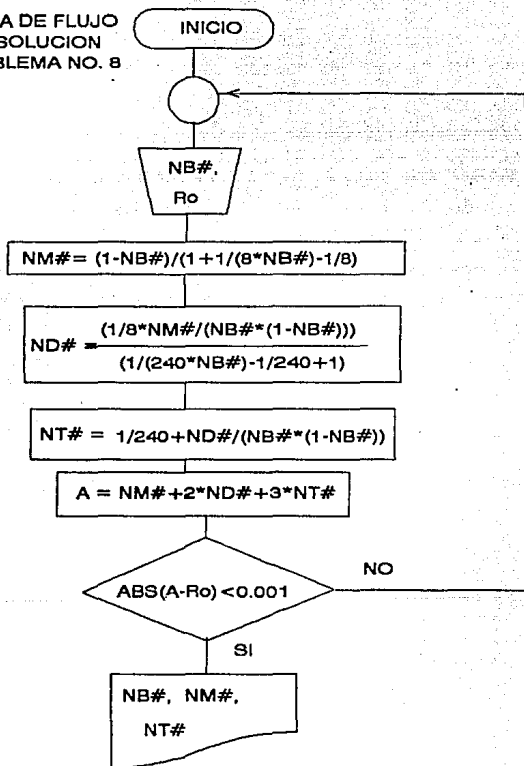 A DE FLUJO
SOLUCION
BLEMA NO. 8
INICIO
NB#,
Ro
NM# = (1-NB#)/(1+1/(8*NB#)-1/8)
(1/8*NM#/(NB#*(1-NB#)))
ND# =
(1/(240*NB#)-1/240+1)
NT# = 1/240+ND#/(NB#*(1-NB#))
A = NM#+2*ND#+3*NT#
ABS(A-Ro)<0.001
NO
SI
NB#, NM#,
NT#